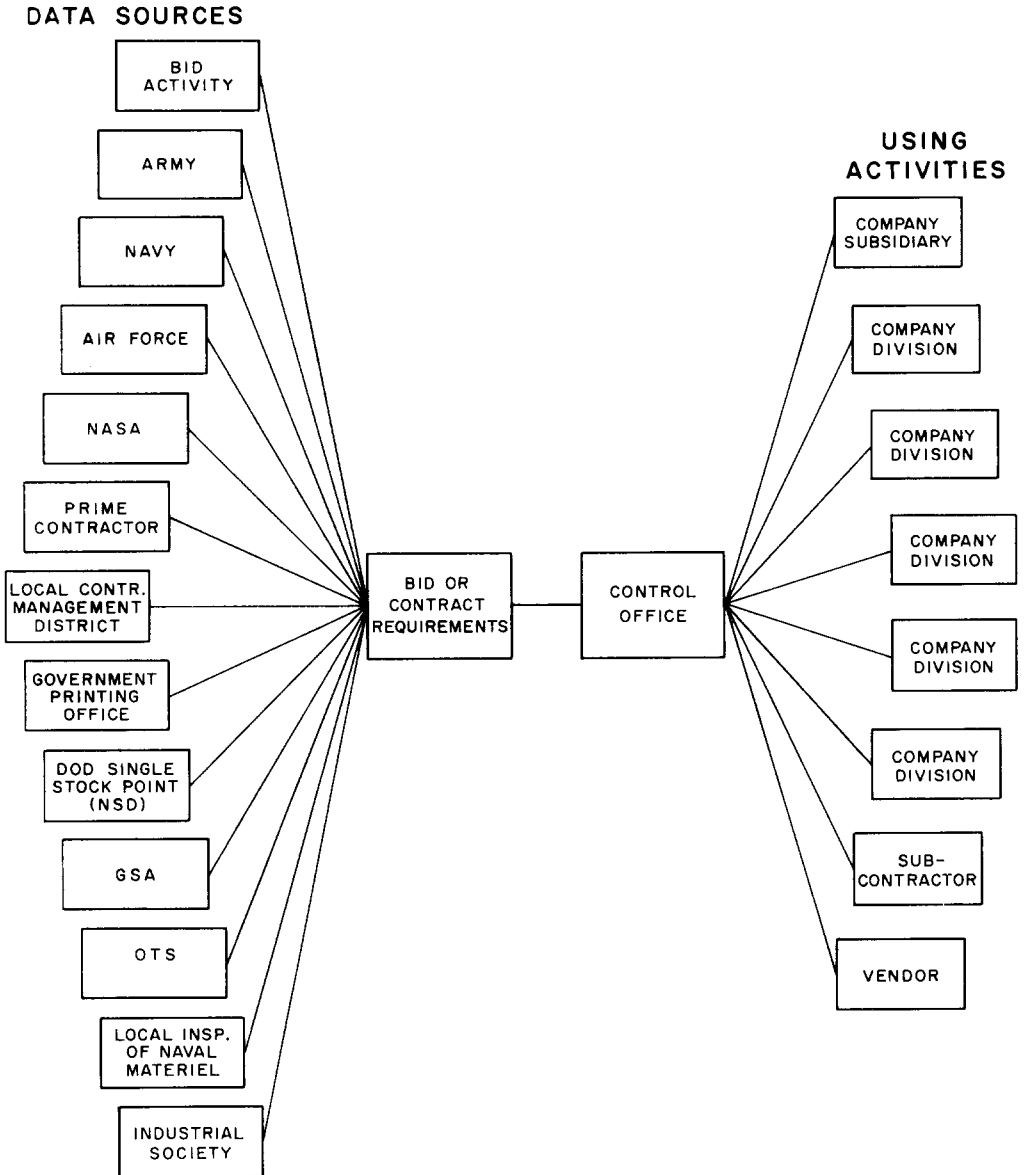 DATA SOURCES
BID
ACTIVITY
ARMY
NAVY
AIR FORCE
NASA
PRIME
CONTRACTOR
LOCAL CONTR.
MANAGEMENT
DISTRICT
GOVERNMENT
PRINTING
OFFICE
DOD SINGLE
STOCK POINT
(NSD)
GSA
OTS
LOCAL INSP.
OF NAVAL
MATERIEL
INDUSTRIAL
SOCIETY
BID OR
CONTRACT
REQUIREMENTS
CONTROL
OFFICE
USING
ACTIVITIES
COMPANY
SUBSIDIARY
COMPANY
DIVISION
COMPANY
DIVISION
COMPANY
DIVISION
COMPANY
DIVISION
COMPANY
DIVISION
SUB-
CONTRACTOR
VENDOR